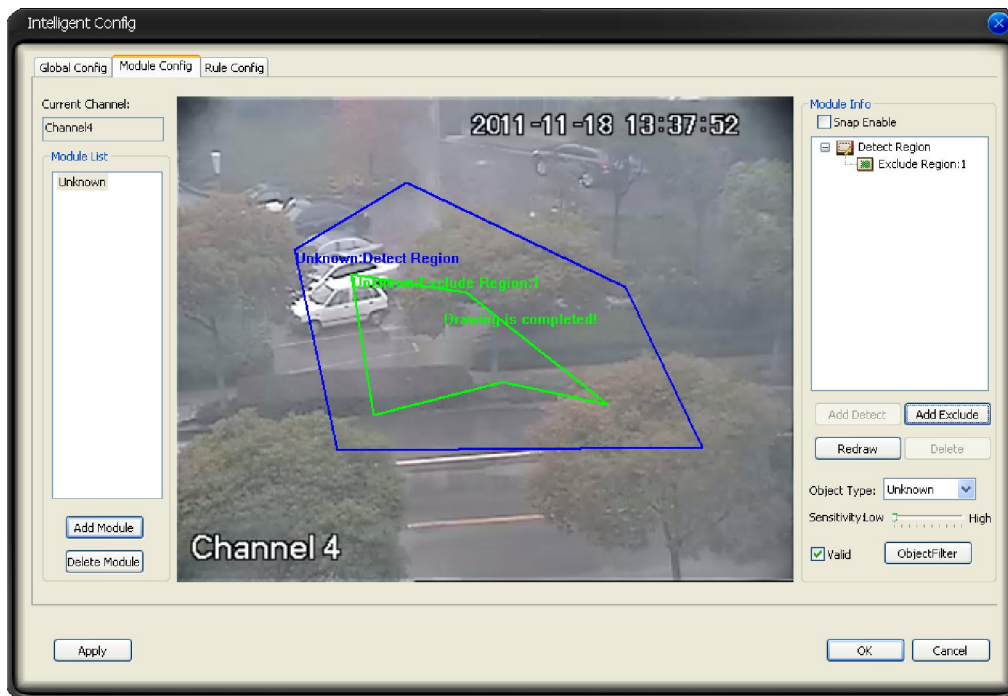 Intelligent Config
Global Config Module Config Rule Config
Current Channel:
Channel4
Module List
Unknown
Add Module
Delete Module
2011-11-18 13:37:52
Unknown:Detect Region
Unknown:Exclude Region:1
Drawing is completed!
Channel 4
Module Info
Snap Enable
Detect Region
Exclude Region:1
Add Detect Add Exclude
Redraw Delete
Object Type: Unknown
Sensitivity:Low High
Valid ObjectFilter
Apply OK Cancel